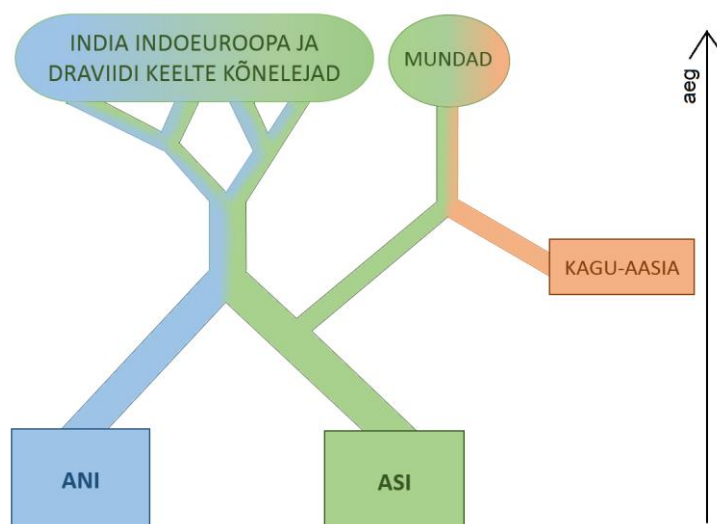 INDIA INDOEUROOPA JA
DRAVIIDI KEELTE KÕNELEJAD
MUNDAD
aeg
KAGU-AASIA
ANI
ASI